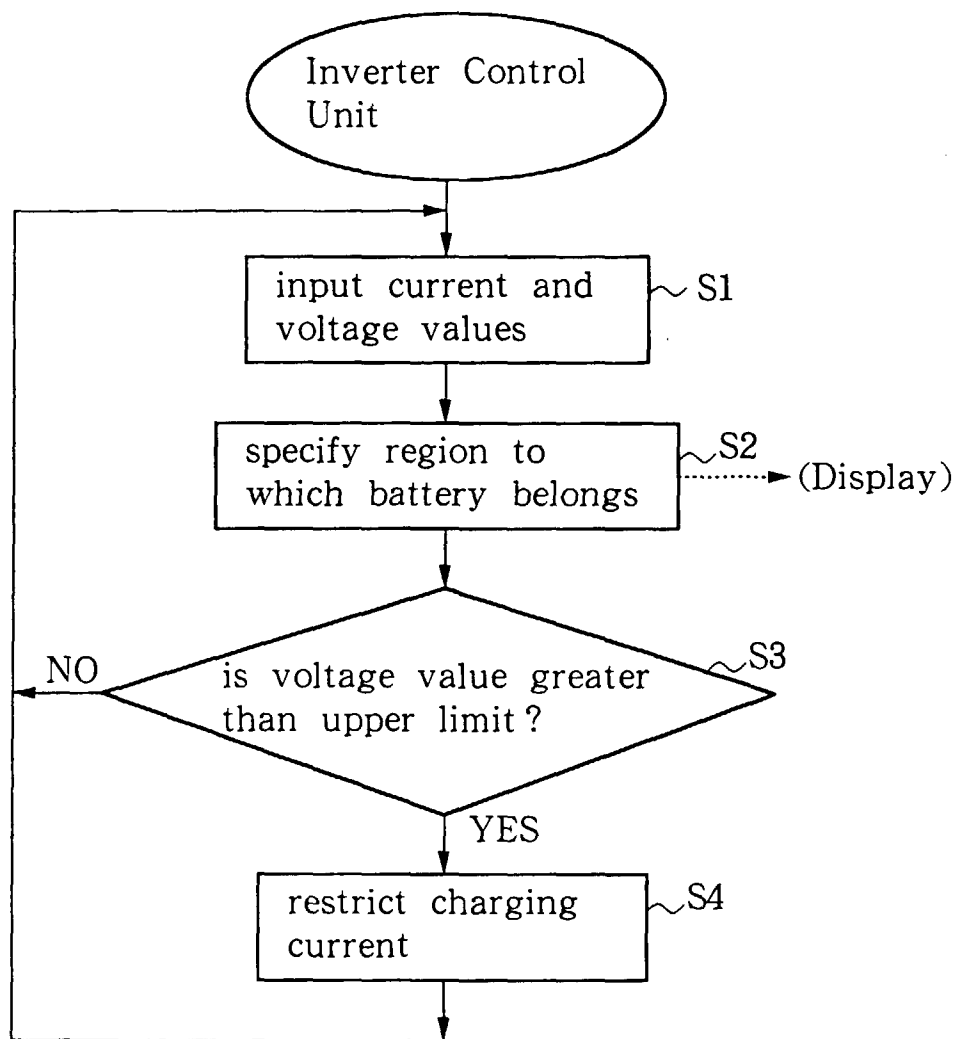 Inverter Control
Unit
input current and
voltage values
S1
specify region to
which battery belongs
S2
(Display)
is voltage value greater
than upper limit?
S3
NO
YES
restrict charging
current
S4